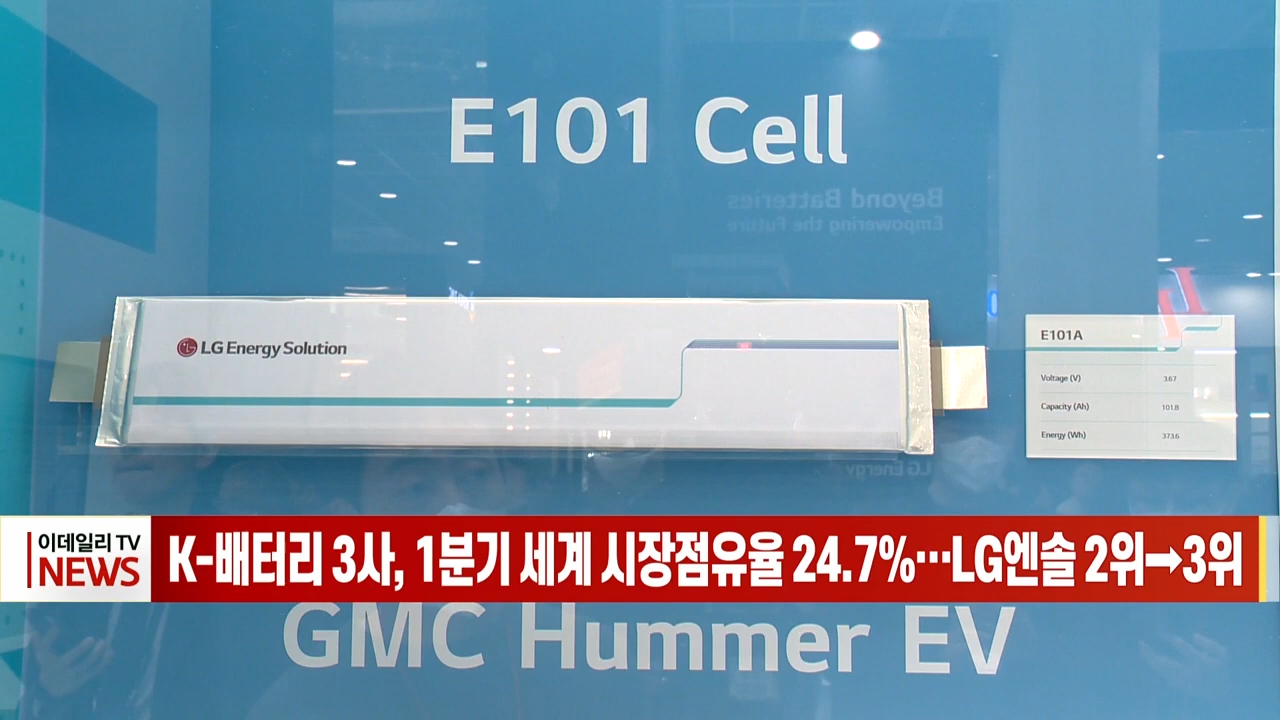 E101 Cell
Beyond Batteries
Empowering the Future
LG Energy Solution
E101A
Voltage (V) 3.67
Capacity (Ah) 101.8
Energy (Wh) 373.6
LG Energy
이데일리 TV
NEWS
K-배터리 3사, 1분기 세계 시장점유율 24.7%…LG엔솔 2위➡3위
GMC Hummer EV